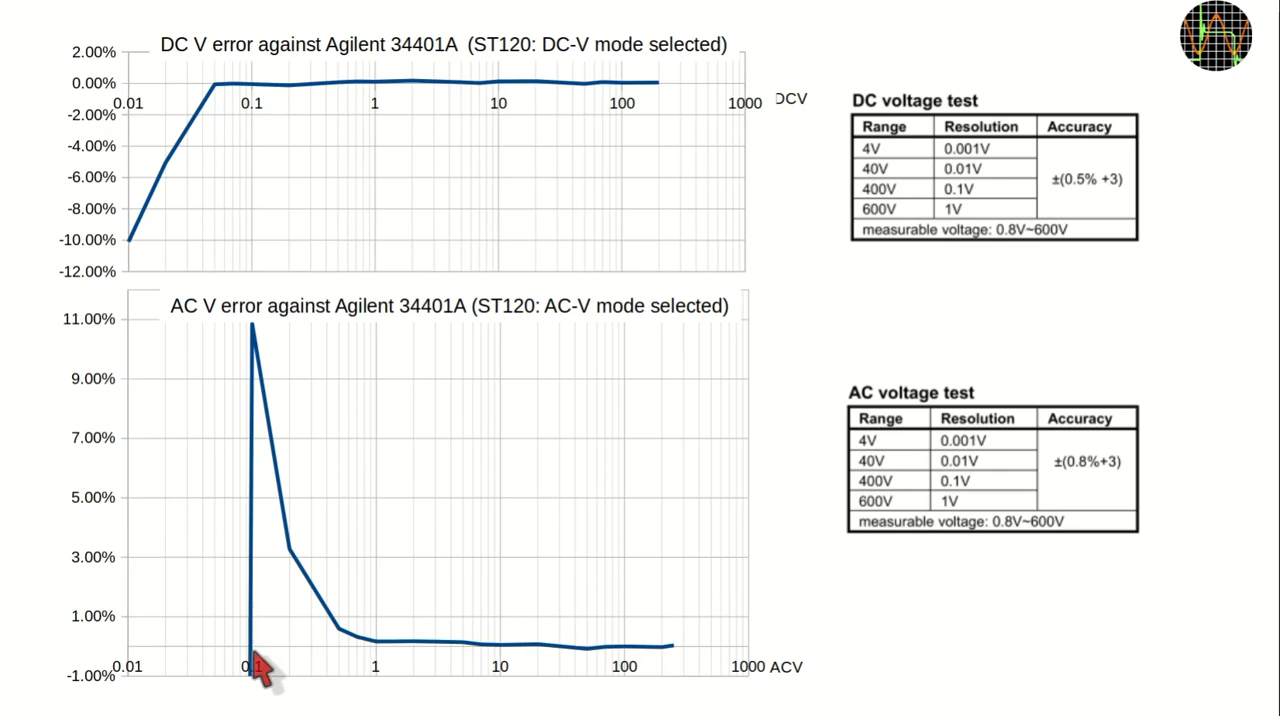 DC V error against Agilent 34401A (ST120: DC-V mode selected)
2.00%
0.00%
0.01 0.1 1 10 100 1000 DCV
-2.00%
-4.00%
-6.00%
-8.00%
-10.00%
-12.00%
DC voltage test
Range Resolution Accuracy
4V 0.001V
40V 0.01V
±(0.5% +3)
400V 0.1V
600V 1V
measurable voltage: 0.8V~600V
AC V error against Agilent 34401A (ST120: AC-V mode selected)
11.00%
9.00%
7.00%
5.00%
3.00%
1.00%
0.01 0.1 1 10 100 1000 ACV
-1.00%
AC voltage test
Range Resolution Accuracy
4V 0.001V
40V 0.01V ±(0.8%+3)
400V 0.1V
600V 1V
measurable voltage: 0.8V~600V